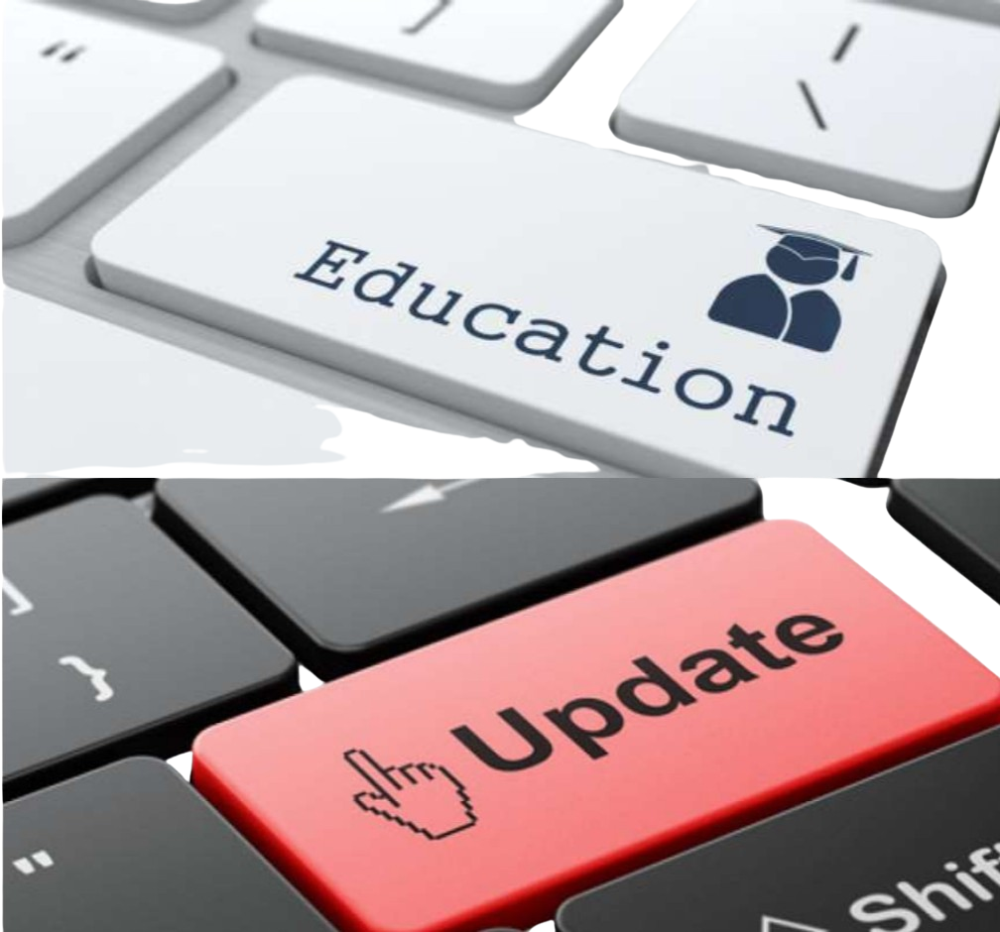 "
]
|
\
Education
]
}
Update
"
Shif